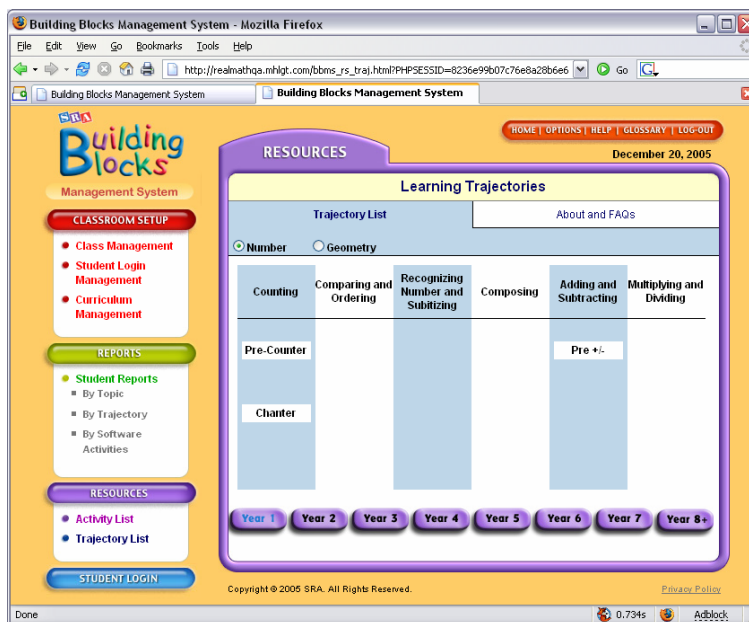 Building Blocks Management System - Mozilla Firefox
File Edit View Go Bookmarks Tools Help
http://realmathqa.mhlgt.com/bbms_rs_traj.html?PHPSESSID=8236e99b07c76e8a28b6e6 Go G
Building Blocks Management System Building Blocks Management System
SRA
Building
Blocks
Management System
HOME | OPTIONS | HELP | GLOSSARY | LOG-OUT
RESOURCES
December 20, 2005
CLASSROOM SETUP
Class Management
Student Login
Management
Curriculum
Management
REPORTS
Student Reports
By Topic
By Trajectory
By Software
Activities
RESOURCES
Activity List
Trajectory List
STUDENT LOGIN
Learning Trajectories
Trajectory List About and FAQs
Number Geometry
Counting
Comparing and
Ordering
Recognizing
Number and
Subitizing
Composing
Adding and
Subtracting
Multiplying and
Dividing
Pre-Counter Pre +/-
Chanter
Year 1 Year 2 Year 3 Year 4 Year 5 Year 6 Year 7 Year 8+
Copyright © 2005 SRA. All Rights Reserved. Privacy Policy
Done 0.734s Adblock